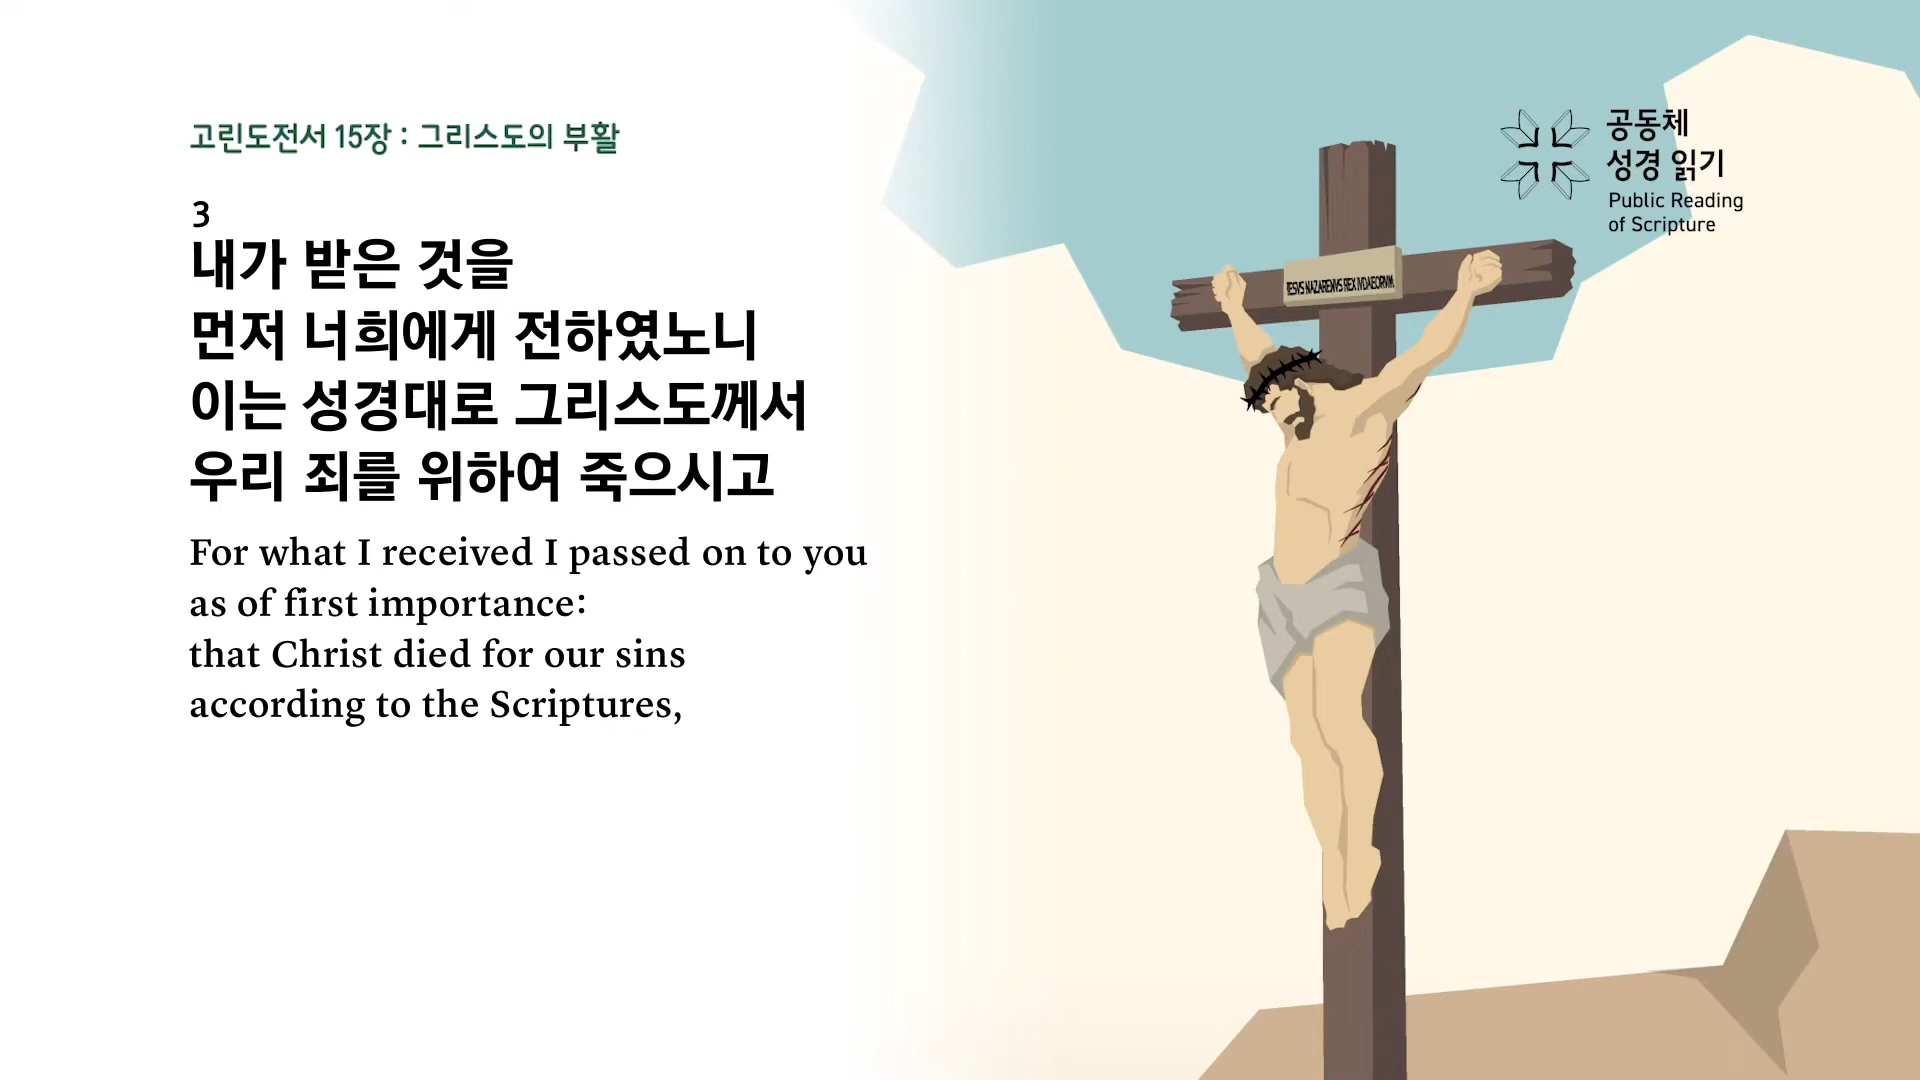 고린도전서 15장 : 그리스도의 부활
3
내가 받은 것을
먼저 너희에게 전하였노니
이는 성경대로 그리스도께서
우리 죄를 위하여 죽으시고
For what I received I passed on to you
as of first importance:
that Christ died for our sins
according to the Scriptures,
공동체
성경 읽기
Public Reading
of Scripture
IESVS NAZARENVS REX IVDAEORVM